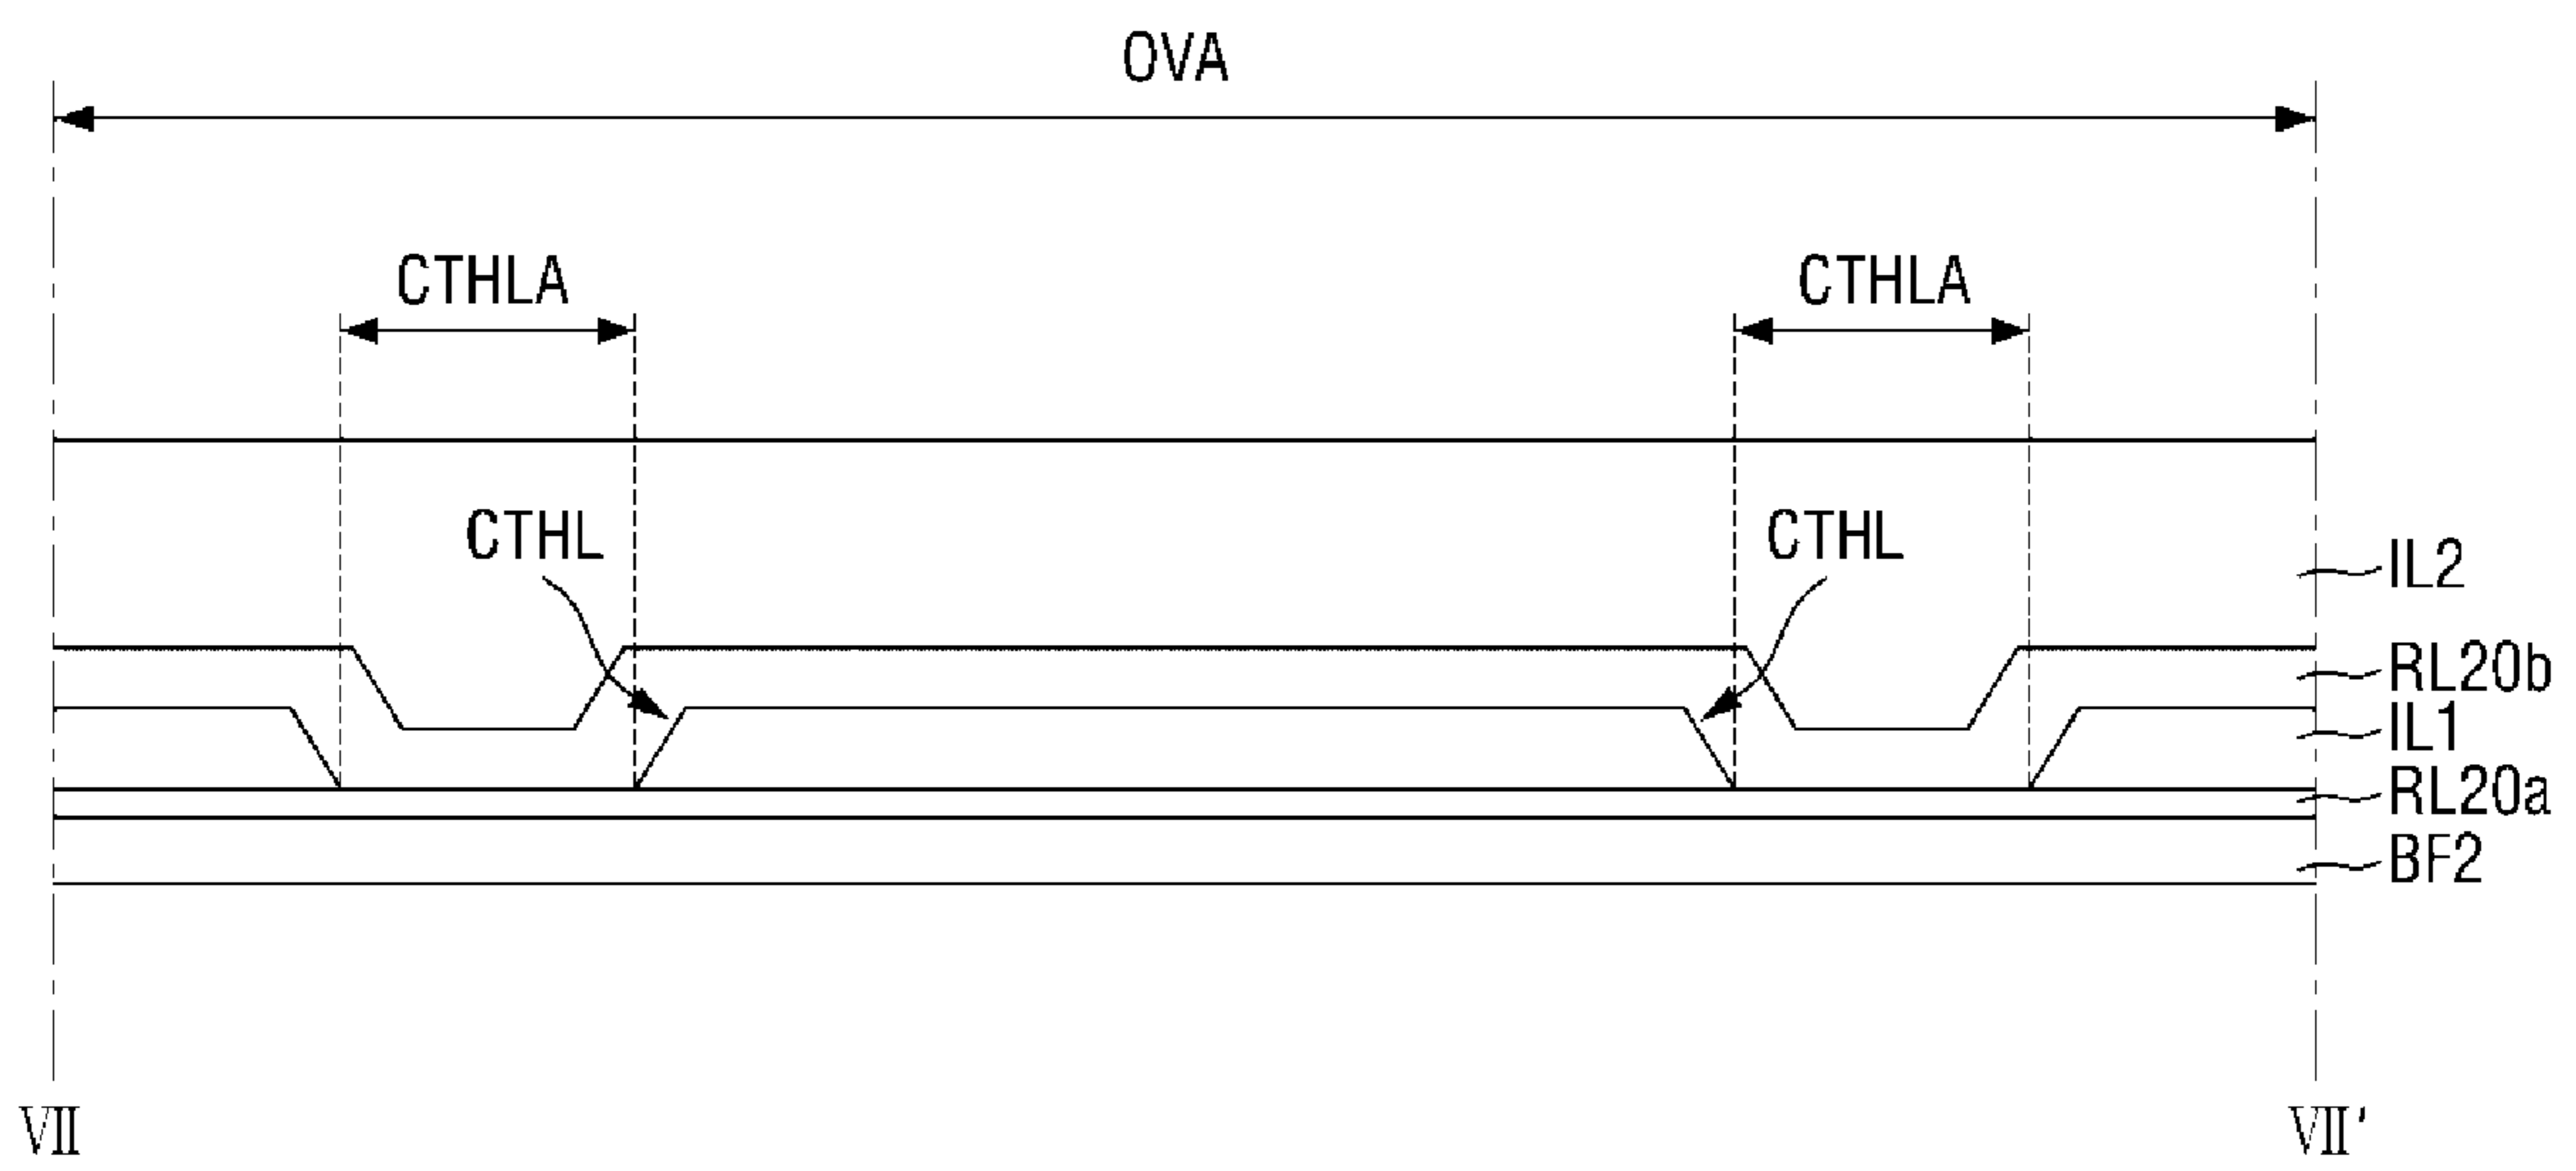 OVA
CTHLA CTHLA
CTHL CTHL
IL2
RL20b
IL1
RL20a
BF2
VII VII'